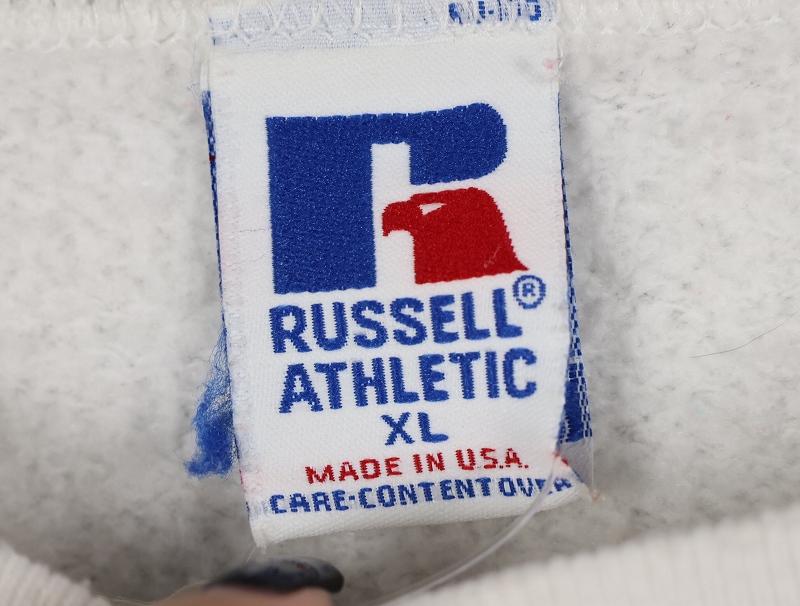 RUSSELL®
ATHLETIC
XL
MADE IN U.S.A.
CARE-CONTENT OVER